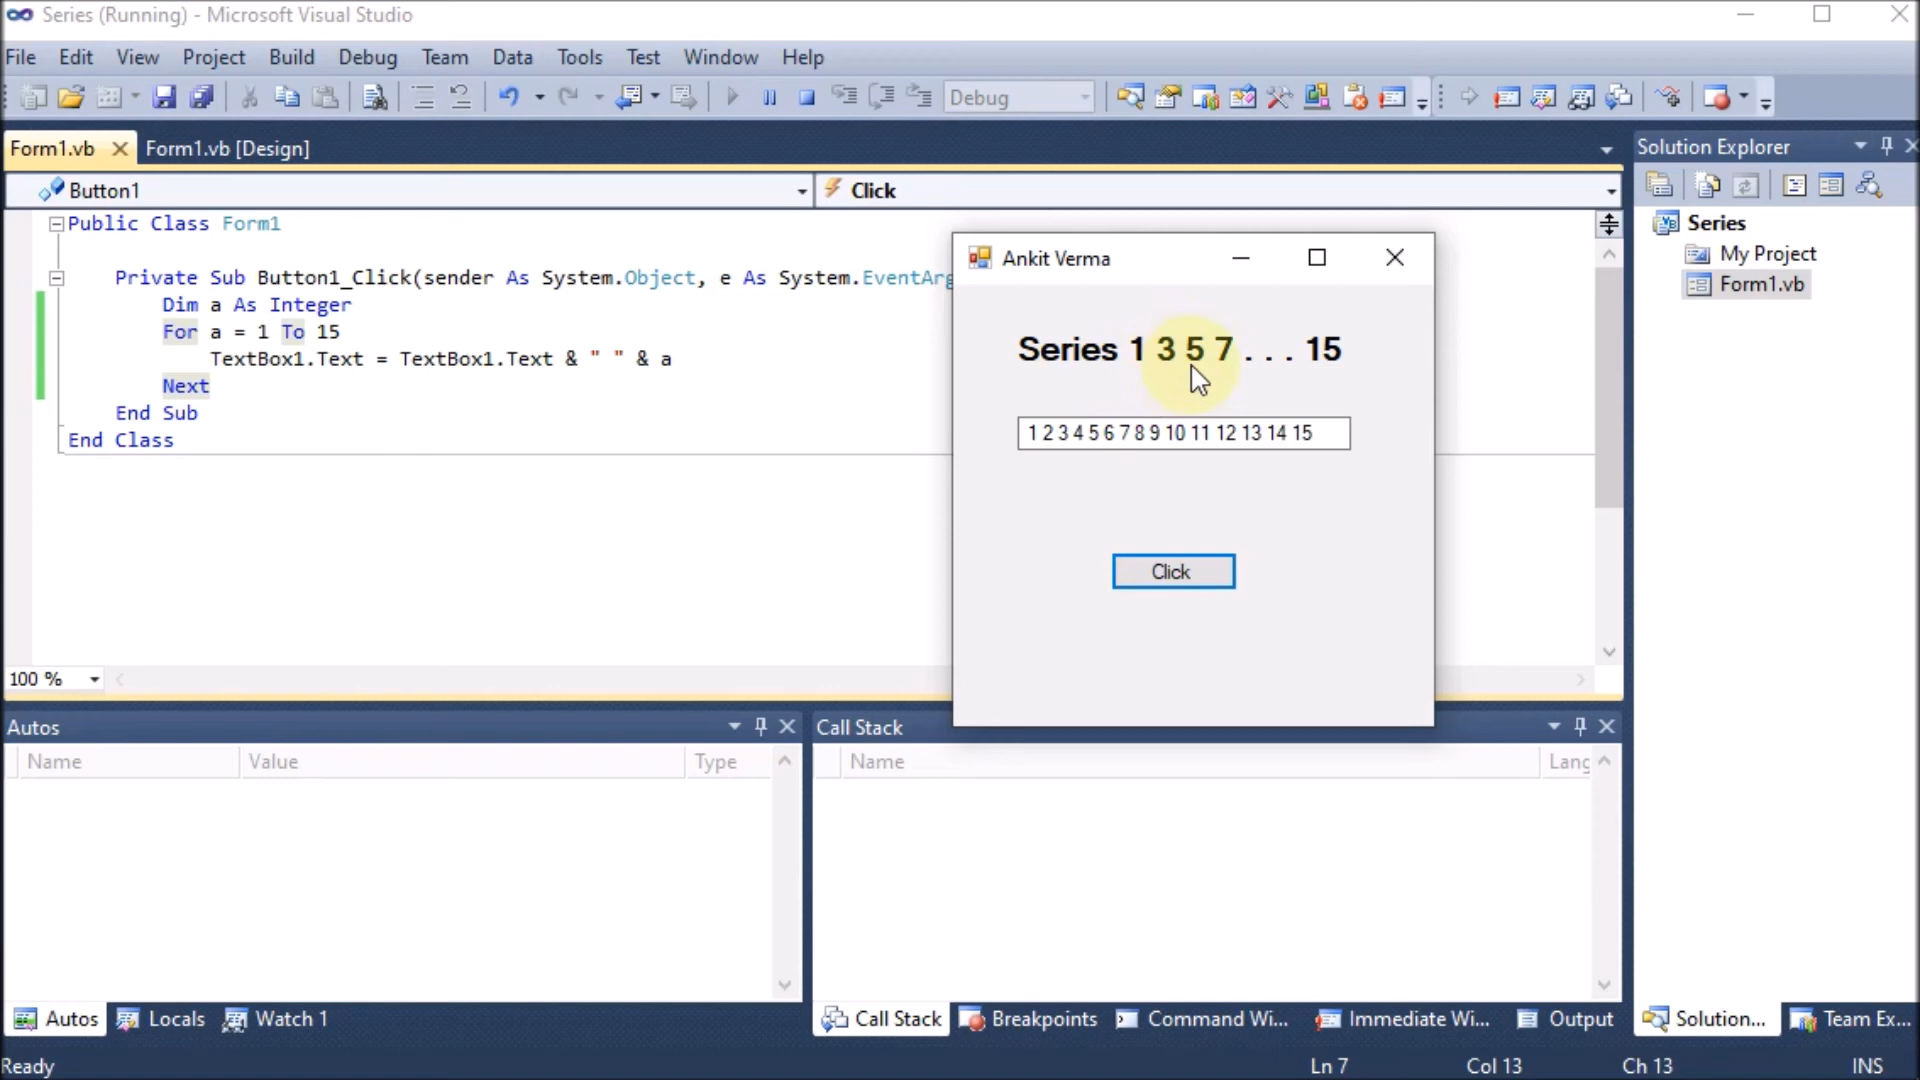 Series (Running) - Microsoft Visual Studio
File Edit View Project Build Debug Team Data Tools Test Window Help
Debug
Form1.vb Form1.vb [Design]
Button1 Click
Public Class Form1
Private Sub Button1_Click(sender As System.Object, e As System.EventArg
Dim a As Integer
For a = 1 To 15
TextBox1.Text = TextBox1.Text & " " & a
Next
End Sub
End Class
100 %
Ankit Verma
Series 1 3 5 7 . . . 15
1 2 3 4 5 6 7 8 9 10 11 12 13 14 15
Click
Solution Explorer
Series
My Project
Form1.vb
Autos
Name Value Type
Call Stack
Name Lang
Autos Locals Watch 1
Call Stack Breakpoints Command Wi... Immediate Wi... Output
Solution... Team Ex...
Ready Ln 7 Col 13 Ch 13 INS